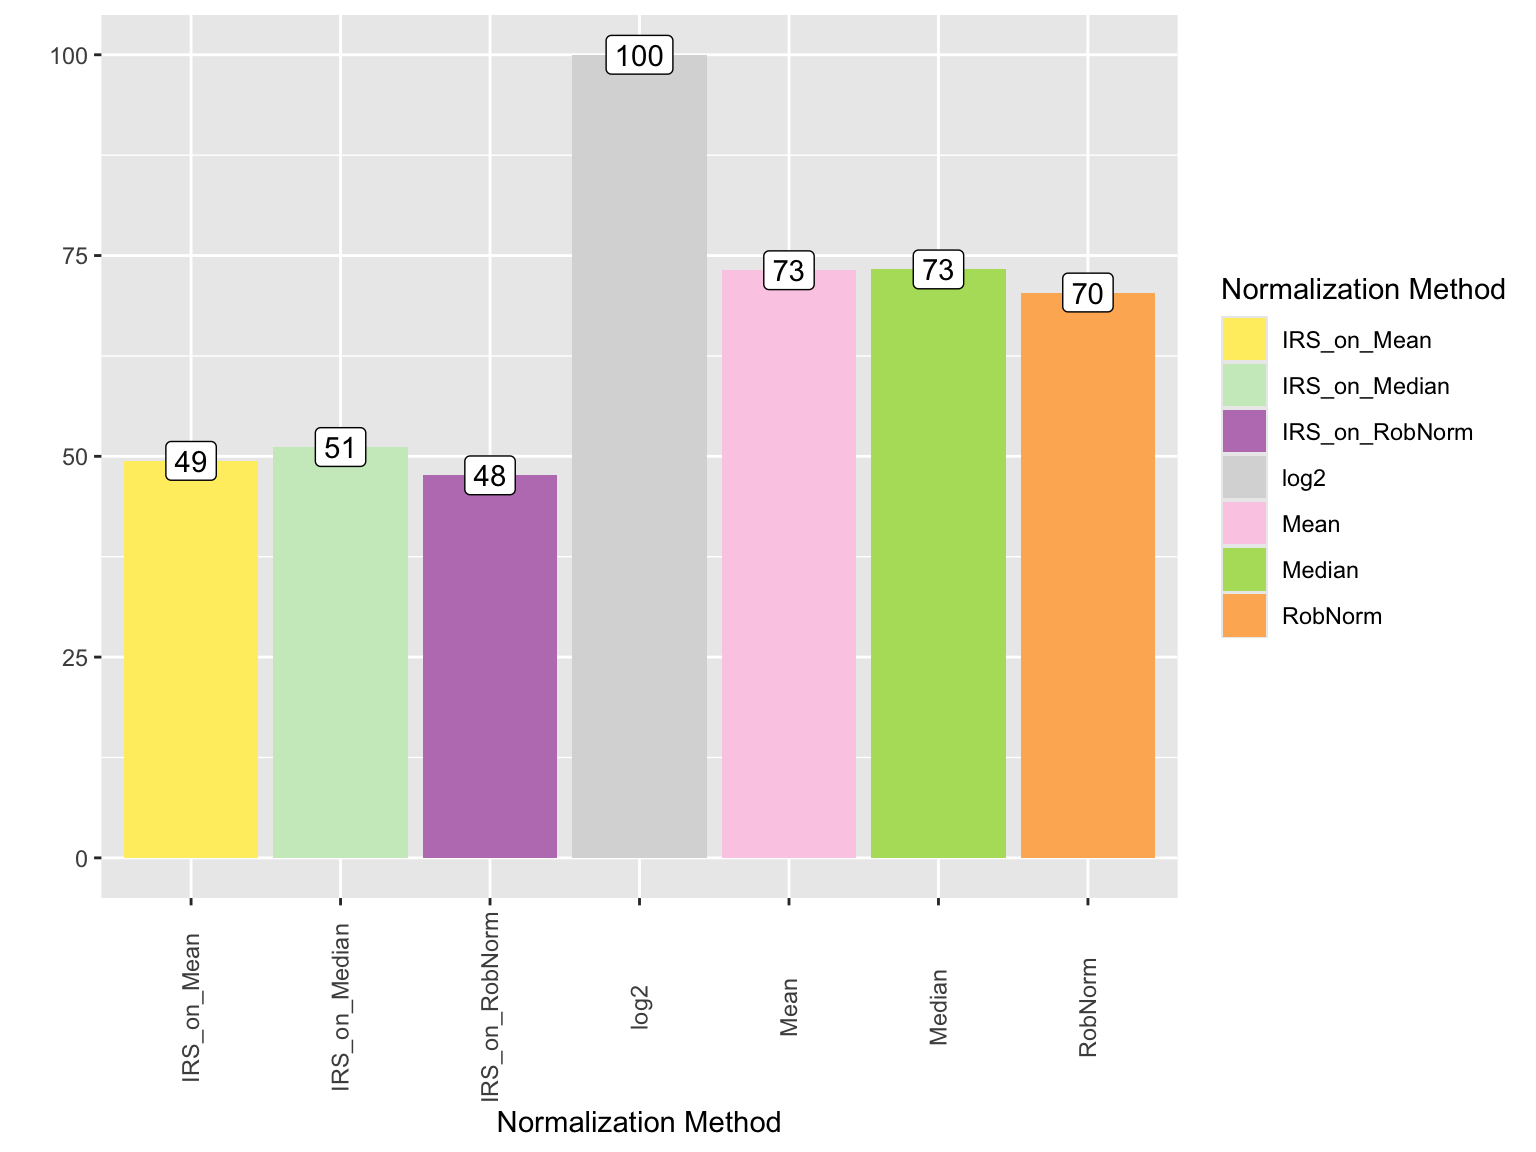 100
75
50
25
0
49
51
48
100
73
73
70
IRS_on_Mean
IRS_on_Median
IRS_on_RobNorm
log2
Mean
Median
RobNorm
Normalization Method
Normalization Method
IRS_on_Mean
IRS_on_Median
IRS_on_RobNorm
log2
Mean
Median
RobNorm